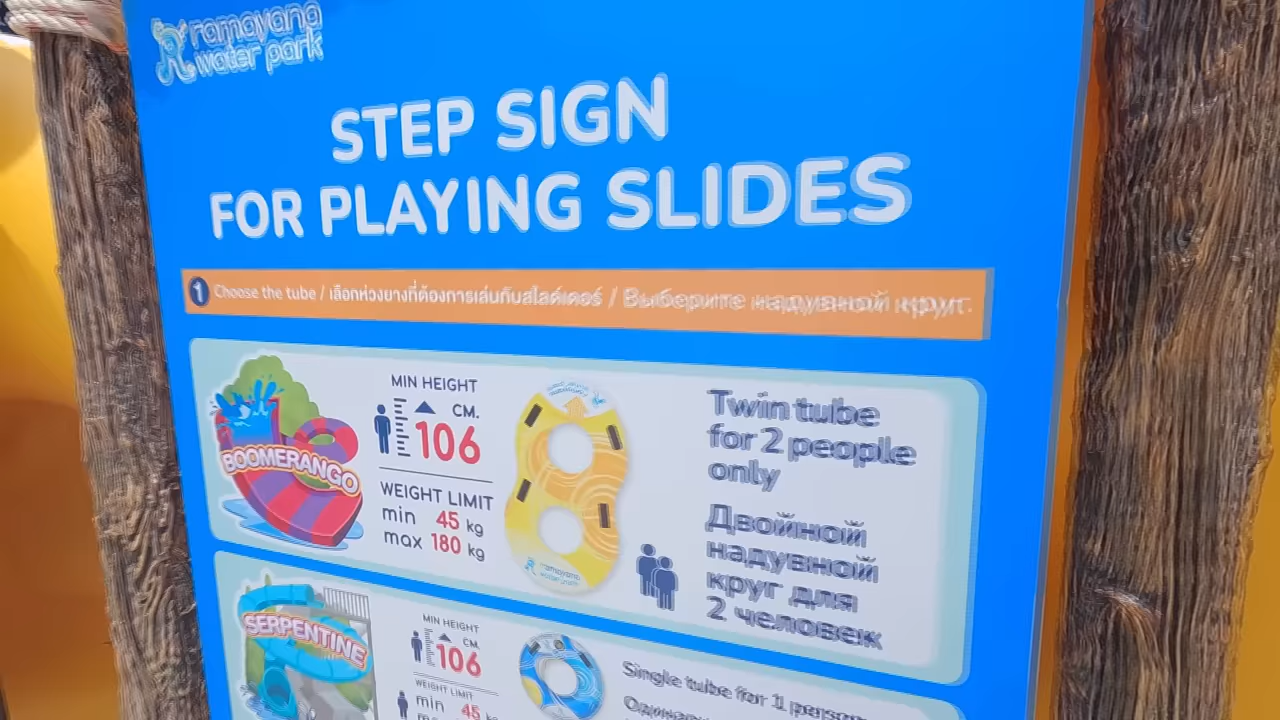 ramayana
water park
STEP SIGN
FOR PLAYING SLIDES
1 Choose the tube / เลือกห่วงยางที่ต้องการเล่นกับสไลด์เดอร์ / Выберите надувной круг.
BOOMERANGO
MIN HEIGHT
CM.
106
WEIGHT LIMIT
min 45 kg
max 180 kg
ramayana
water park
Twin tube
for 2 people
only
Двойной
надувной
круг для
2 человек
SERPENTINE
MIN HEIGHT
CM.
106
WEIGHT LIMIT
min 45 kg
Single tube for 1 person